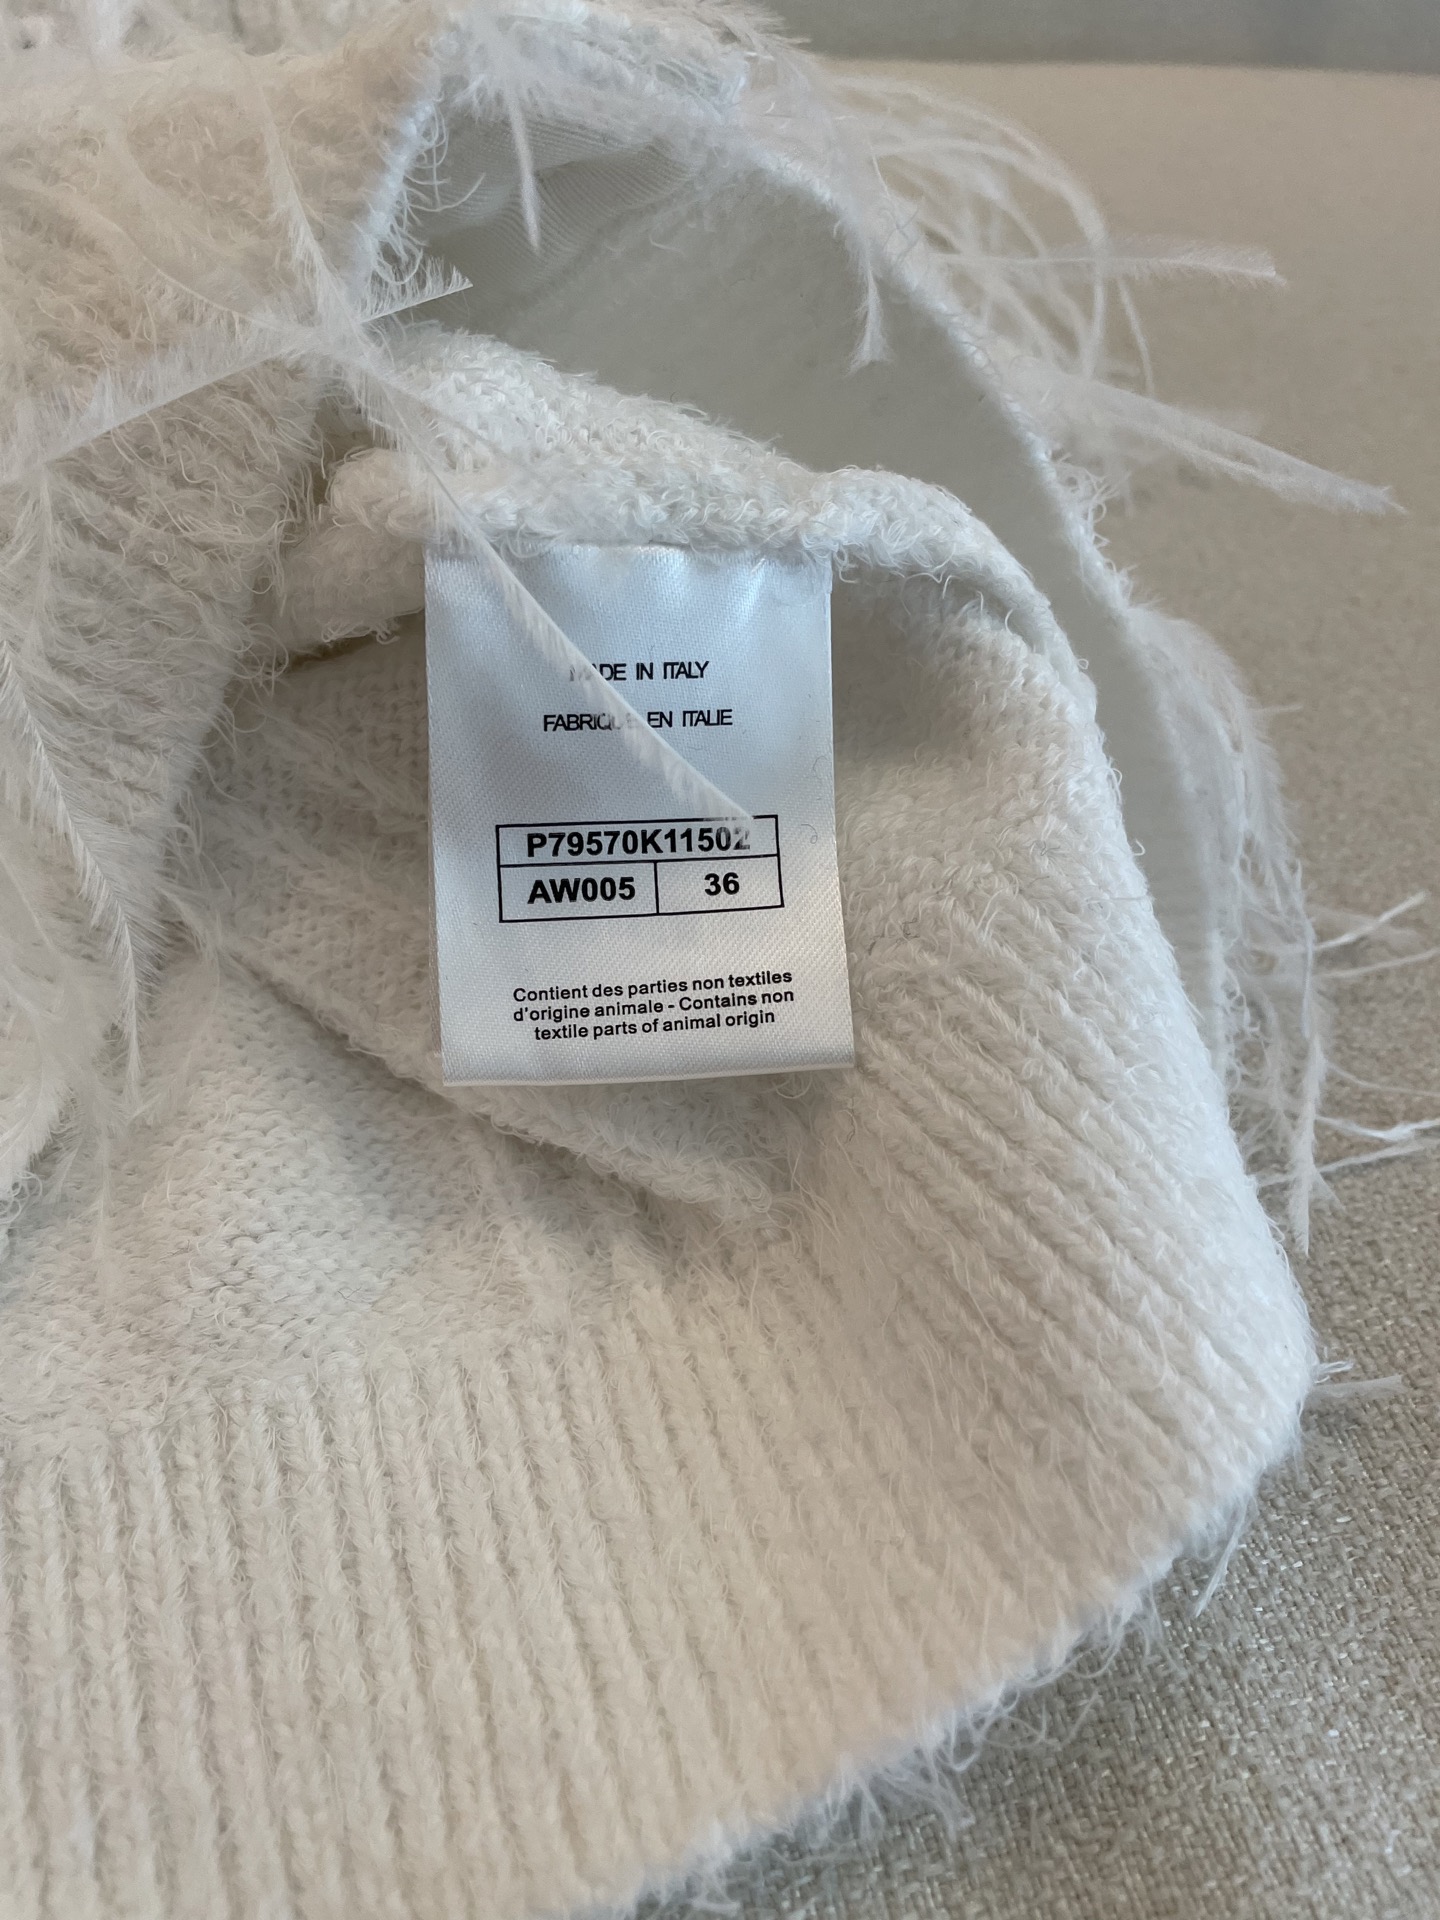 MADE IN ITALY
FABRIQUE EN ITALIE
P79570K11502
AW005 36
Contient des parties non textiles
d'origine animale - Contains non
textile parts of animal origin